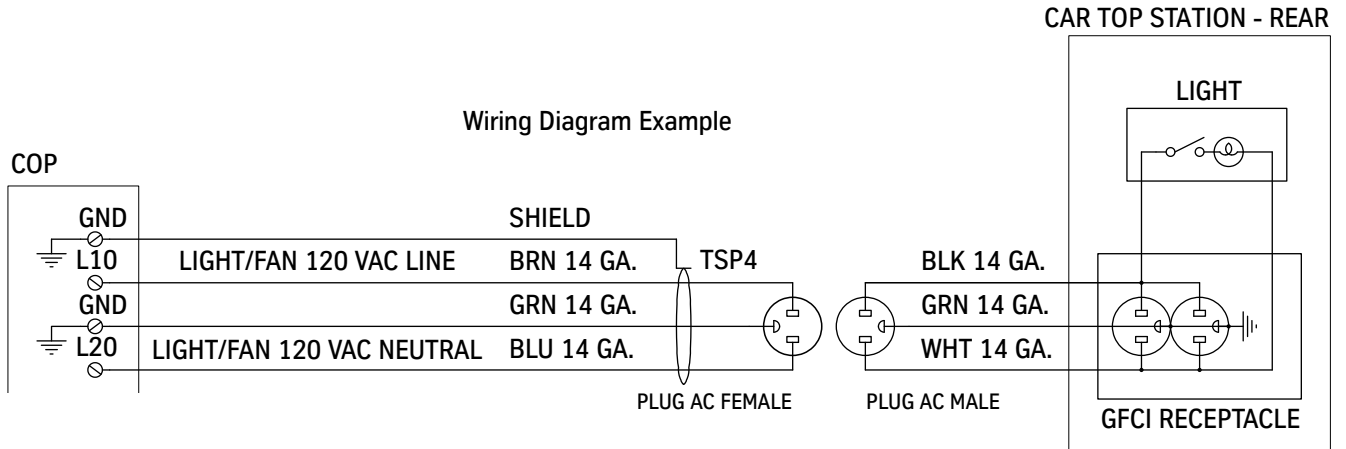 CAR TOP STATION - REAR
LIGHT
Wiring Diagram Example
COP
GND SHIELD
L10 LIGHT/FAN 120 VAC LINE BRN 14 GA. TSP4 BLK 14 GA.
GND GRN 14 GA. GRN 14 GA.
L20 LIGHT/FAN 120 VAC NEUTRAL BLU 14 GA. WHT 14 GA.
PLUG AC FEMALE PLUG AC MALE
GFCI RECEPTACLE